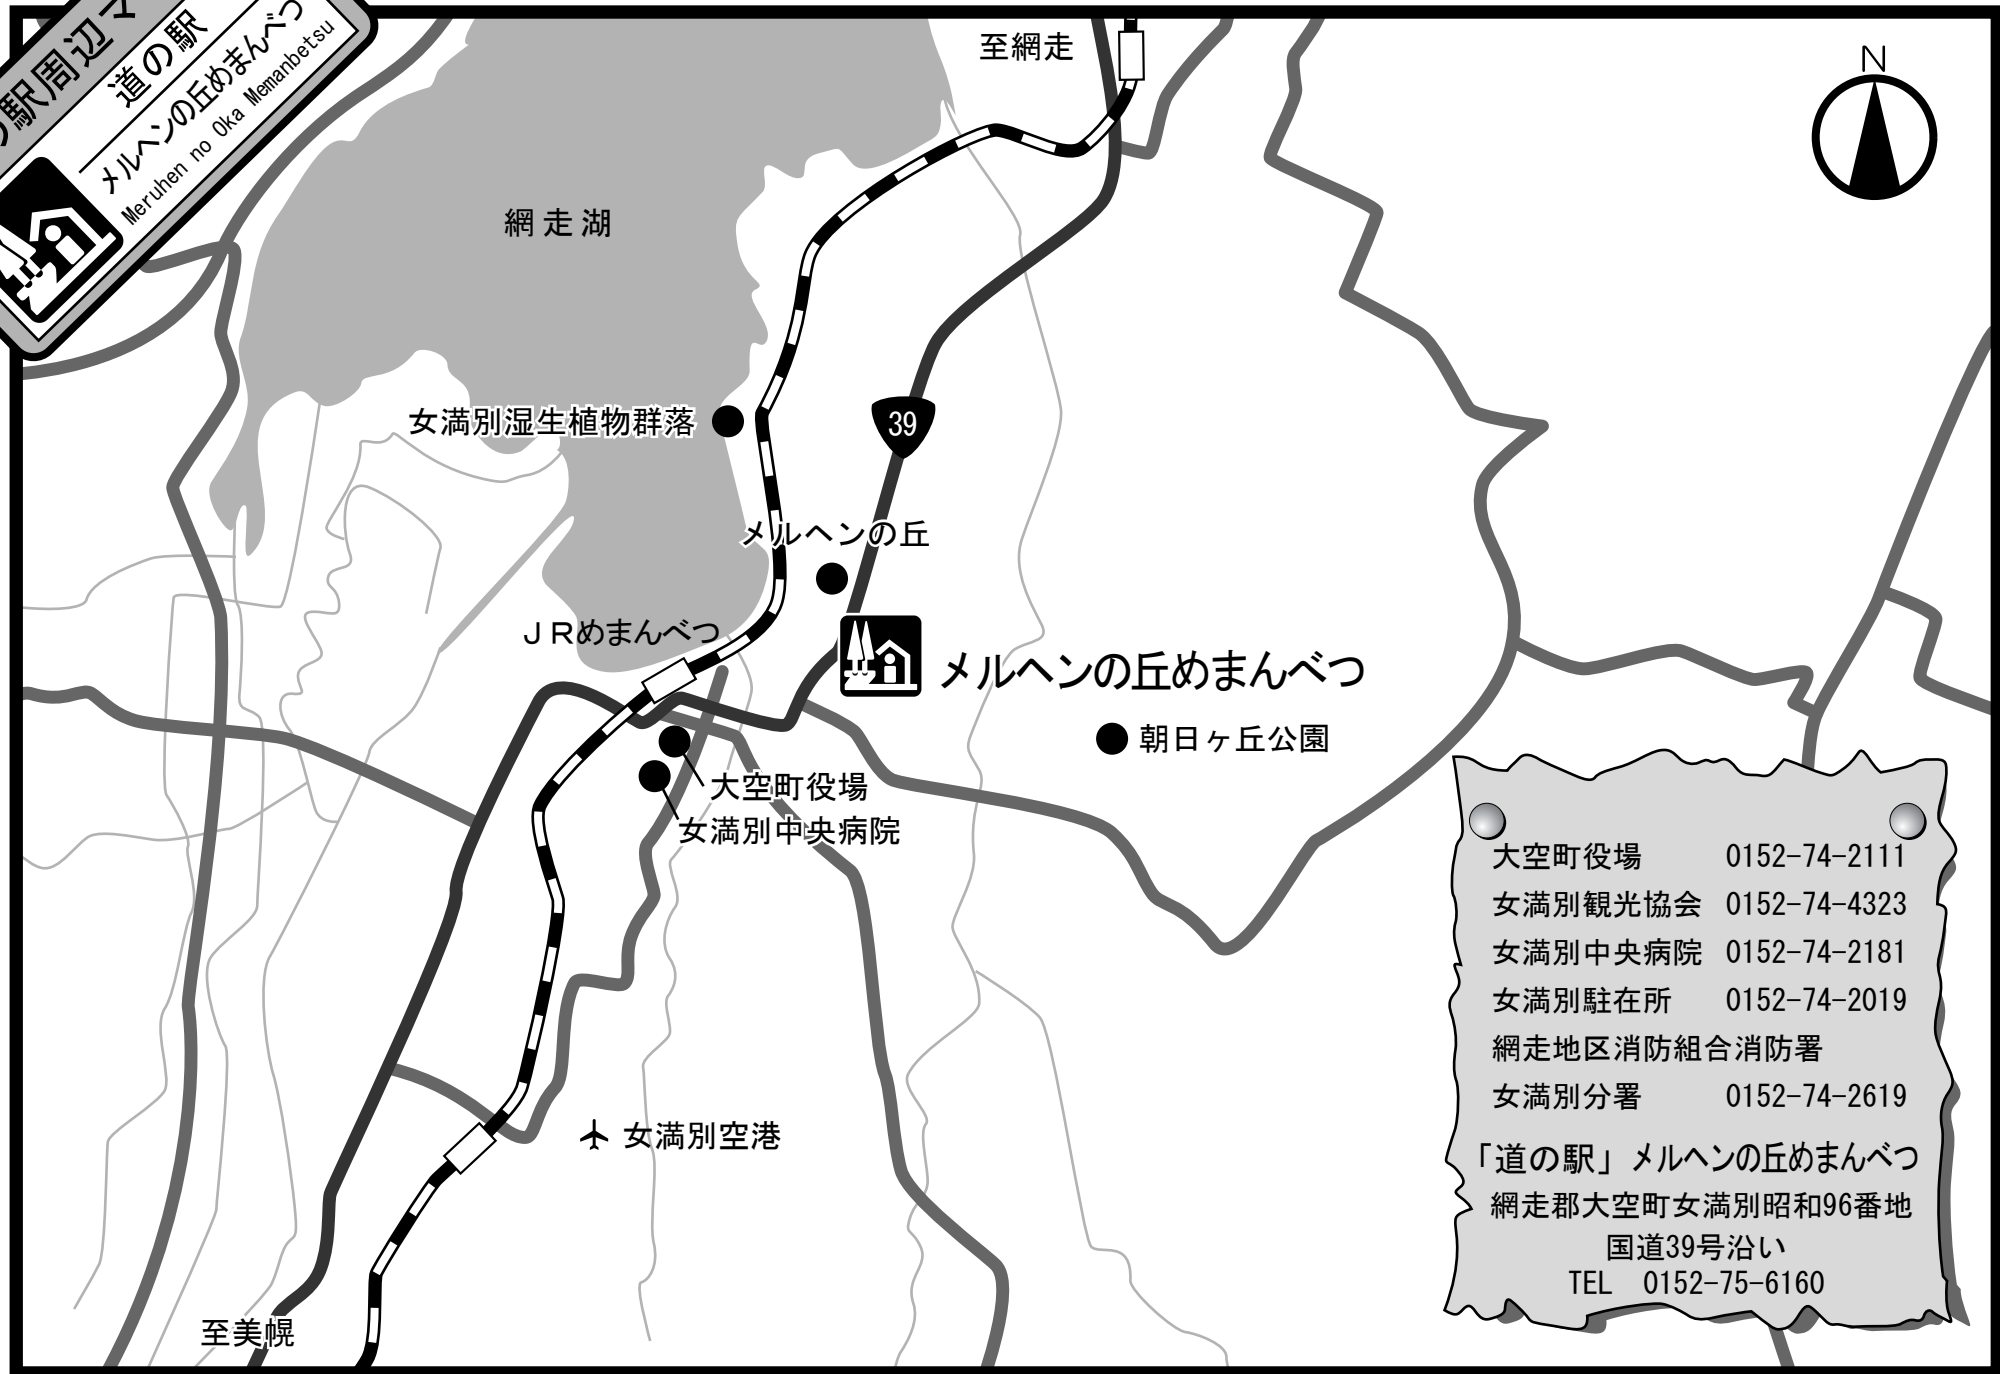 駅周辺マ
道の駅
メルヘンの丘めまんべつ
Meruhen no Oka Memanbetsu
至網走
N
網走湖
女満別湿生植物群落
39
メルヘンの丘
JRめまんべつ
メルヘンの丘めまんべつ
朝日ヶ丘公園
大空町役場
女満別中央病院
女満別空港
至美幌
大空町役場 0152-74-2111
女満別観光協会 0152-74-4323
女満別中央病院 0152-74-2181
女満別駐在所 0152-74-2019
網走地区消防組合消防署
女満別分署 0152-74-2619
「道の駅」メルヘンの丘めまんべつ
網走郡大空町女満別昭和96番地
国道39号沿い
TEL 0152-75-6160